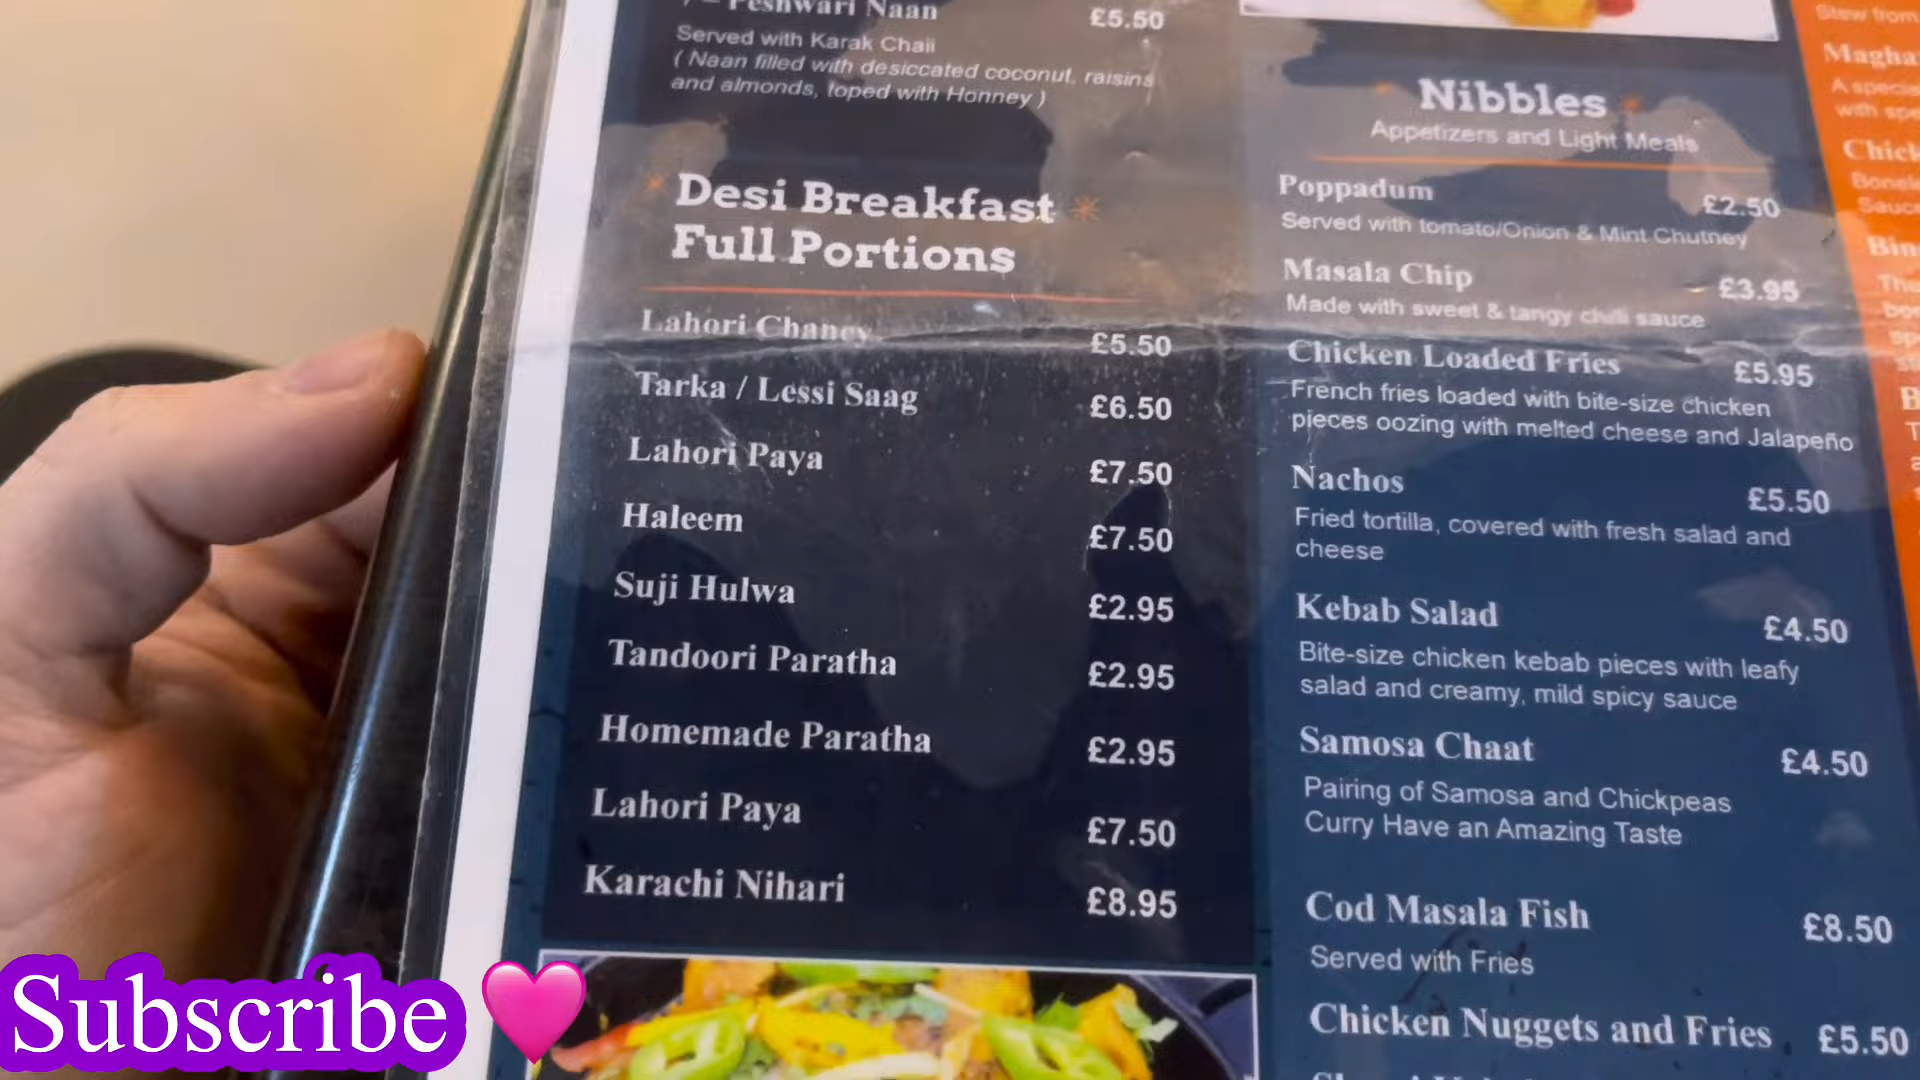 Peshwari Naan £5.50
Served with Karak Chaii
( Naan filled with desiccated coconut, raisins
and almonds, toped with Honney )
Desi Breakfast
Full Portions
Lahori Chaney £5.50
Tarka / Lessi Saag £6.50
Lahori Paya £7.50
Haleem £7.50
Suji Hulwa £2.95
Tandoori Paratha £2.95
Homemade Paratha £2.95
Lahori Paya £7.50
Karachi Nihari £8.95
Nibbles
Appetizers and Light Meals
Poppadum £2.50
Served with tomato/Onion & Mint Chutney
Masala Chip £3.95
Made with sweet & tangy chilli sauce
Chicken Loaded Fries £5.95
French fries loaded with bite-size chicken
pieces oozing with melted cheese and Jalapeño
Nachos £5.50
Fried tortilla, covered with fresh salad and
cheese
Kebab Salad £4.50
Bite-size chicken kebab pieces with leafy
salad and creamy, mild spicy sauce
Samosa Chaat £4.50
Pairing of Samosa and Chickpeas
Curry Have an Amazing Taste
Cod Masala Fish £8.50
Served with Fries
Chicken Nuggets and Fries £5.50
Stew from
A
with
Subscribe